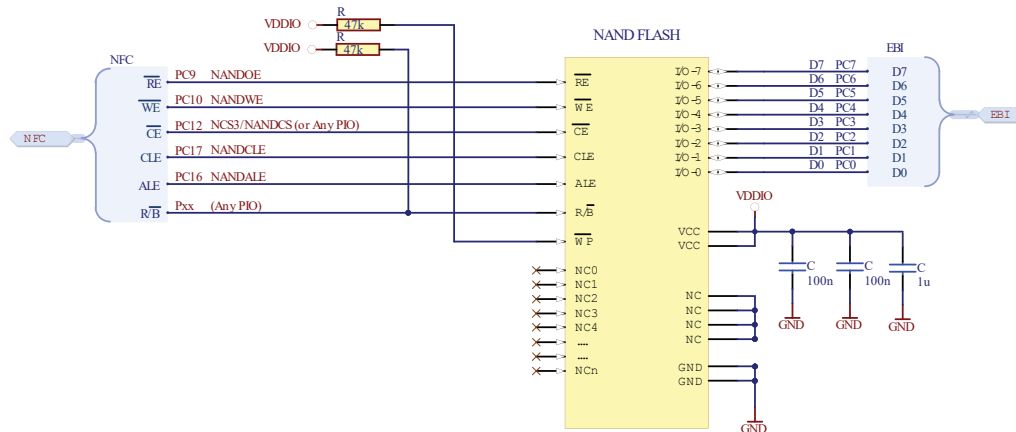 R
VDDIO 47k
R
VDDIO 47k
NAND FLASH
NFC
EBI
NFC
RE PC9 NANDOE
WE PC10 NANDWE
CE PC12 NCS3/NANDCS (or Any PIO)
CLE PC17 NANDCLE
ALE PC16 NANDALE
R/B Pxx (Any PIO)
RE
WE
CE
CLE
ALE
R/B
WP
NC0
NC1
NC2
NC3
NC4
....
....
NCn
I/O-7 D7 PC7 D7
I/O-6 D6 PC6 D6
I/O-5 D5 PC5 D5
I/O-4 D4 PC4 D4
I/O-3 D3 PC3 D3
I/O-2 D2 PC2 D2
I/O-1 D1 PC1 D1
I/O-0 D0 PC0 D0
EBI
VDDIO
VCC
VCC
C
100n
C
100n
C
1u
GND
GND
GND
NC
NC
NC
NC
GND
GND
GND